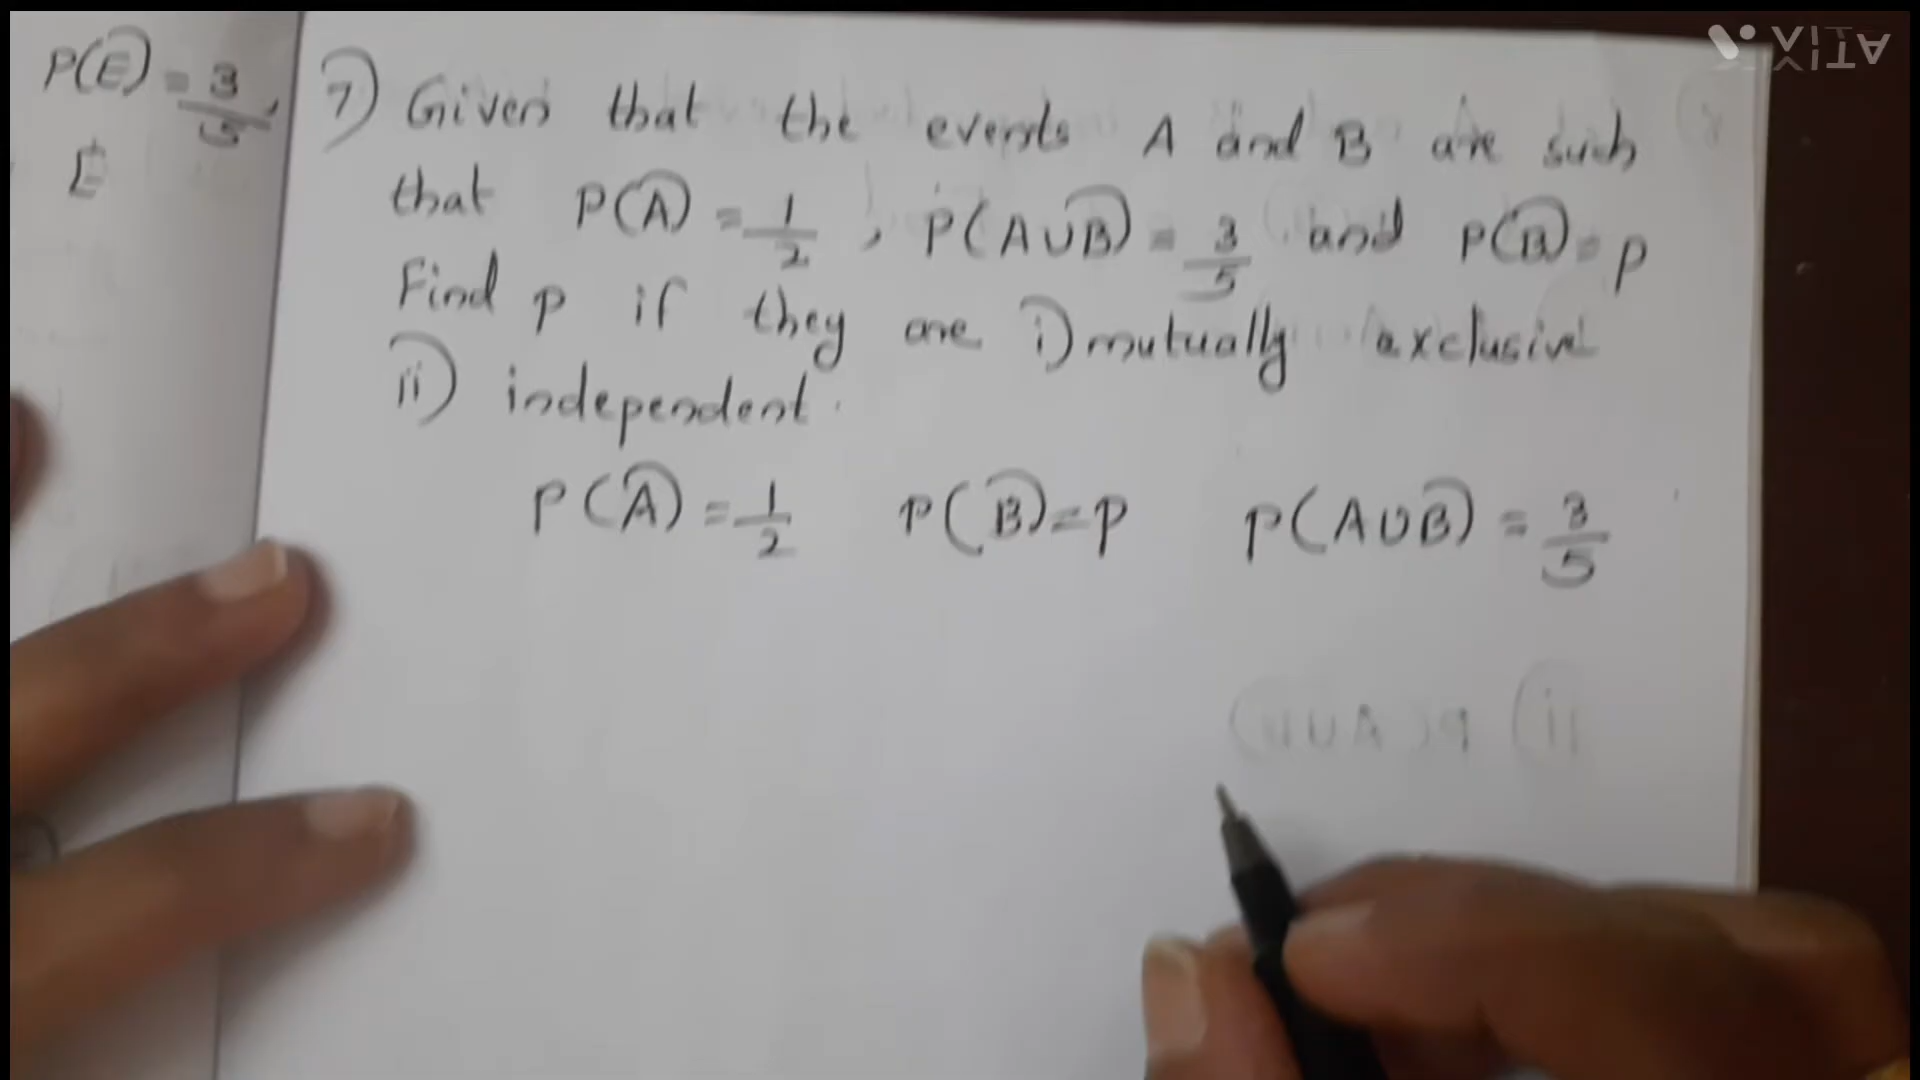 P(E) = 3/5,
E
7) Given that the events A and B are such
that P(A) = 1/2, P(A∪B) = 3/5 and P(B) = p
Find p if they are i) mutually exclusive
ii) independent.
P(A) = 1/2 P(B) = p P(A∪B) = 3/5
VITA